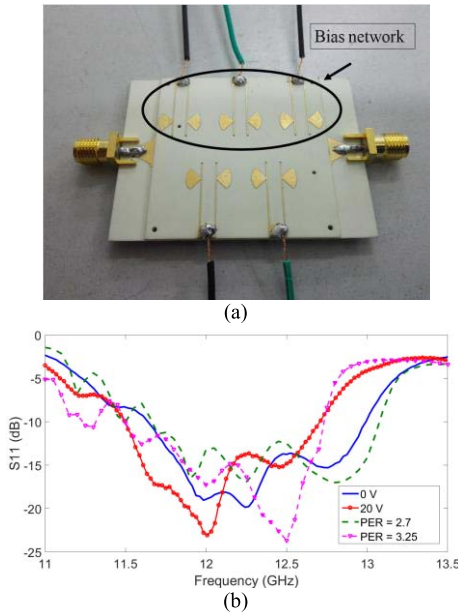 Bias network
(a)
0
-5
-10
-15
-20
-25
S11 (dB)
0 V
20 V
PER = 2.7
PER = 3.25
11
11.5
12
12.5
13
13.5
Frequency (GHz)
(b)